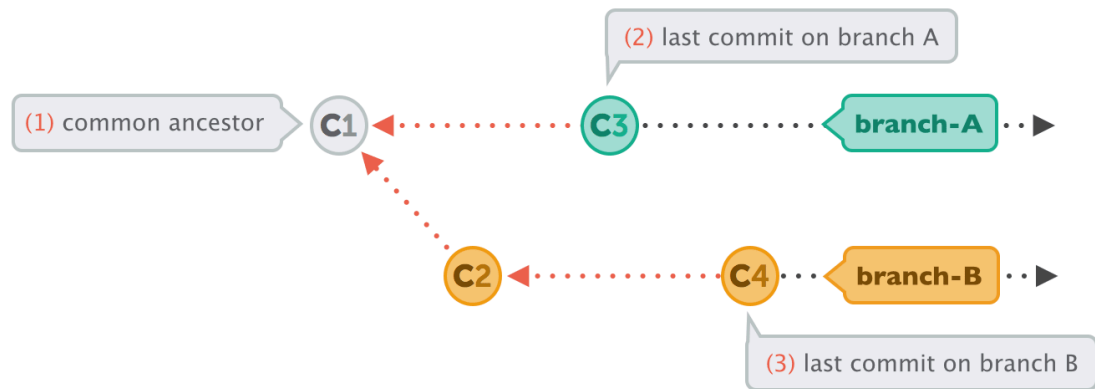 (2) last commit on branch A
(1) common ancestor
C1
C3
branch-A
C2
C4
branch-B
(3) last commit on branch B